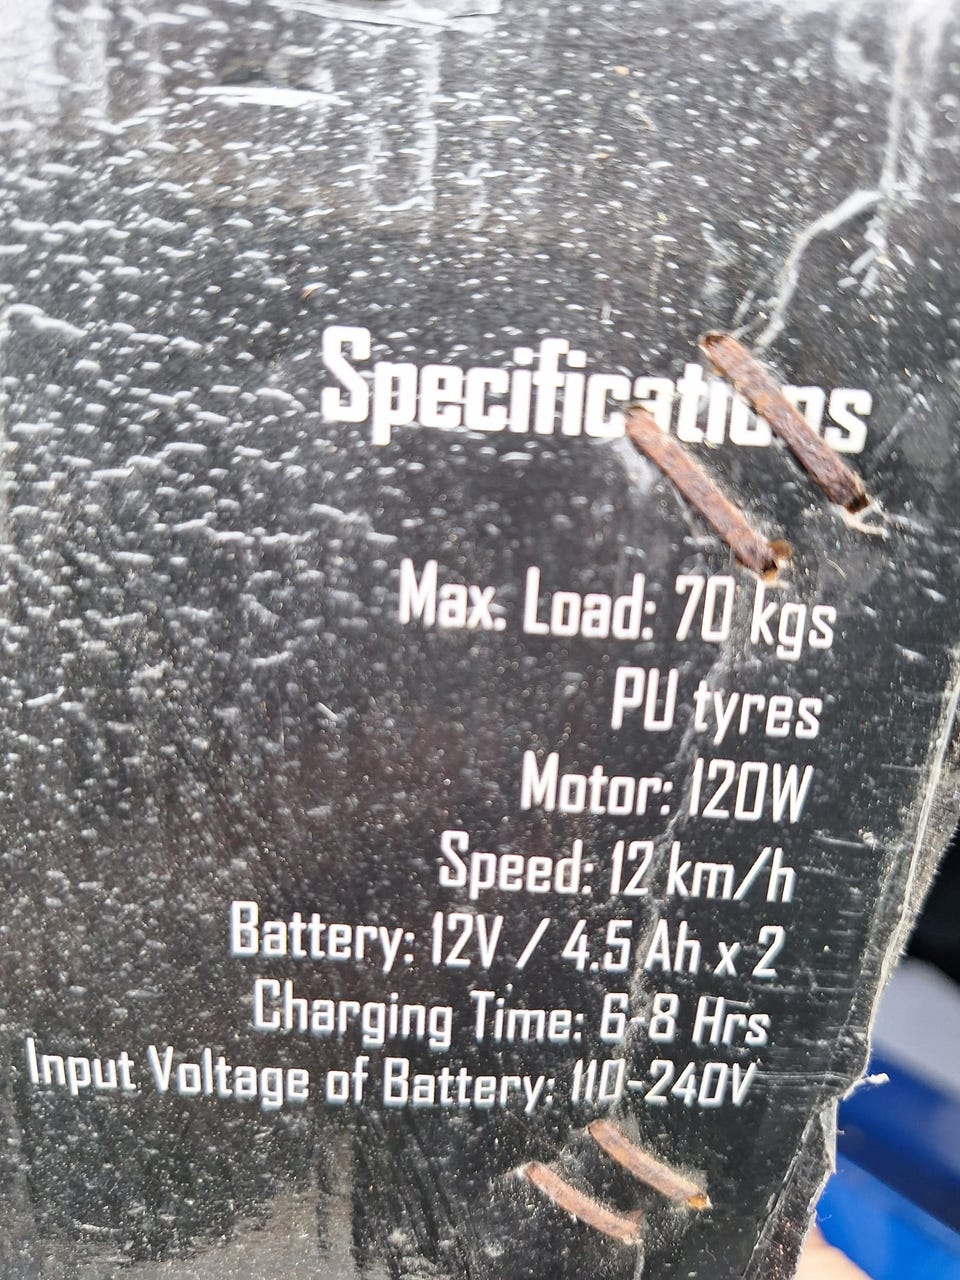 Specifications
Max. Load: 70 kgs
PU tyres
Motor: 120W
Speed: 12 km/h
Battery: 12V / 4.5 Ah x 2
Charging Time: 6-8 Hrs
Input Voltage of Battery: 110-240V